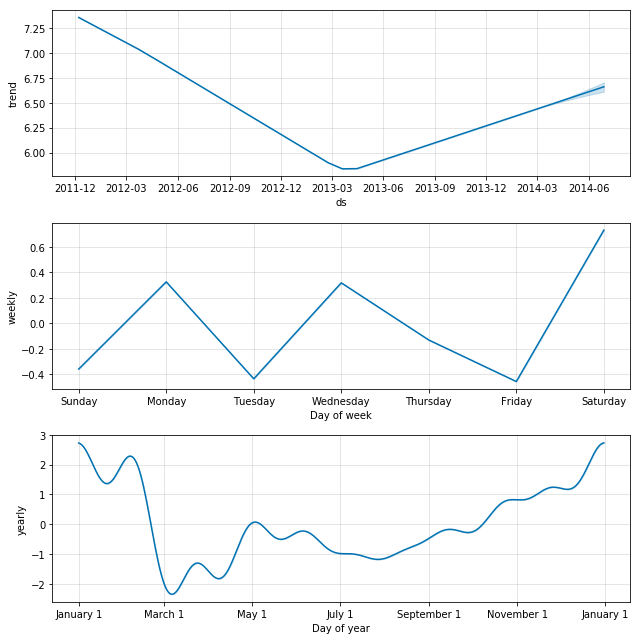 7.25
7.00
6.75
6.50
6.25
6.00
trend
2011-12 2012-03 2012-06 2012-09 2012-12 2013-03 2013-06 2013-09 2013-12 2014-03 2014-06
ds
0.6
0.4
0.2
0.0
−0.2
−0.4
weekly
Sunday Monday Tuesday Wednesday Thursday Friday Saturday
Day of week
3
2
1
0
−1
−2
yearly
January 1 March 1 May 1 July 1 September 1 November 1 January 1
Day of year